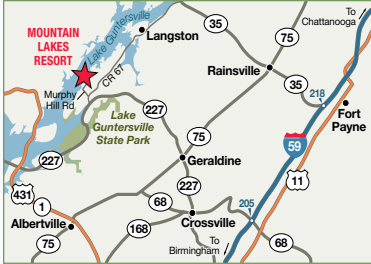 To
Chattanooga
MOUNTAIN
LAKES
RESORT
Lake Guntersville
Langston
35
75
CR 67
Rainsville
35
218
Murphy
Hill Rd
227
Fort
Payne
Lake
Guntersville
State Park
75
59
227
Geraldine
11
431
227
1
68
205
Albertville
Crossville
168
75
To
Birmingham
68